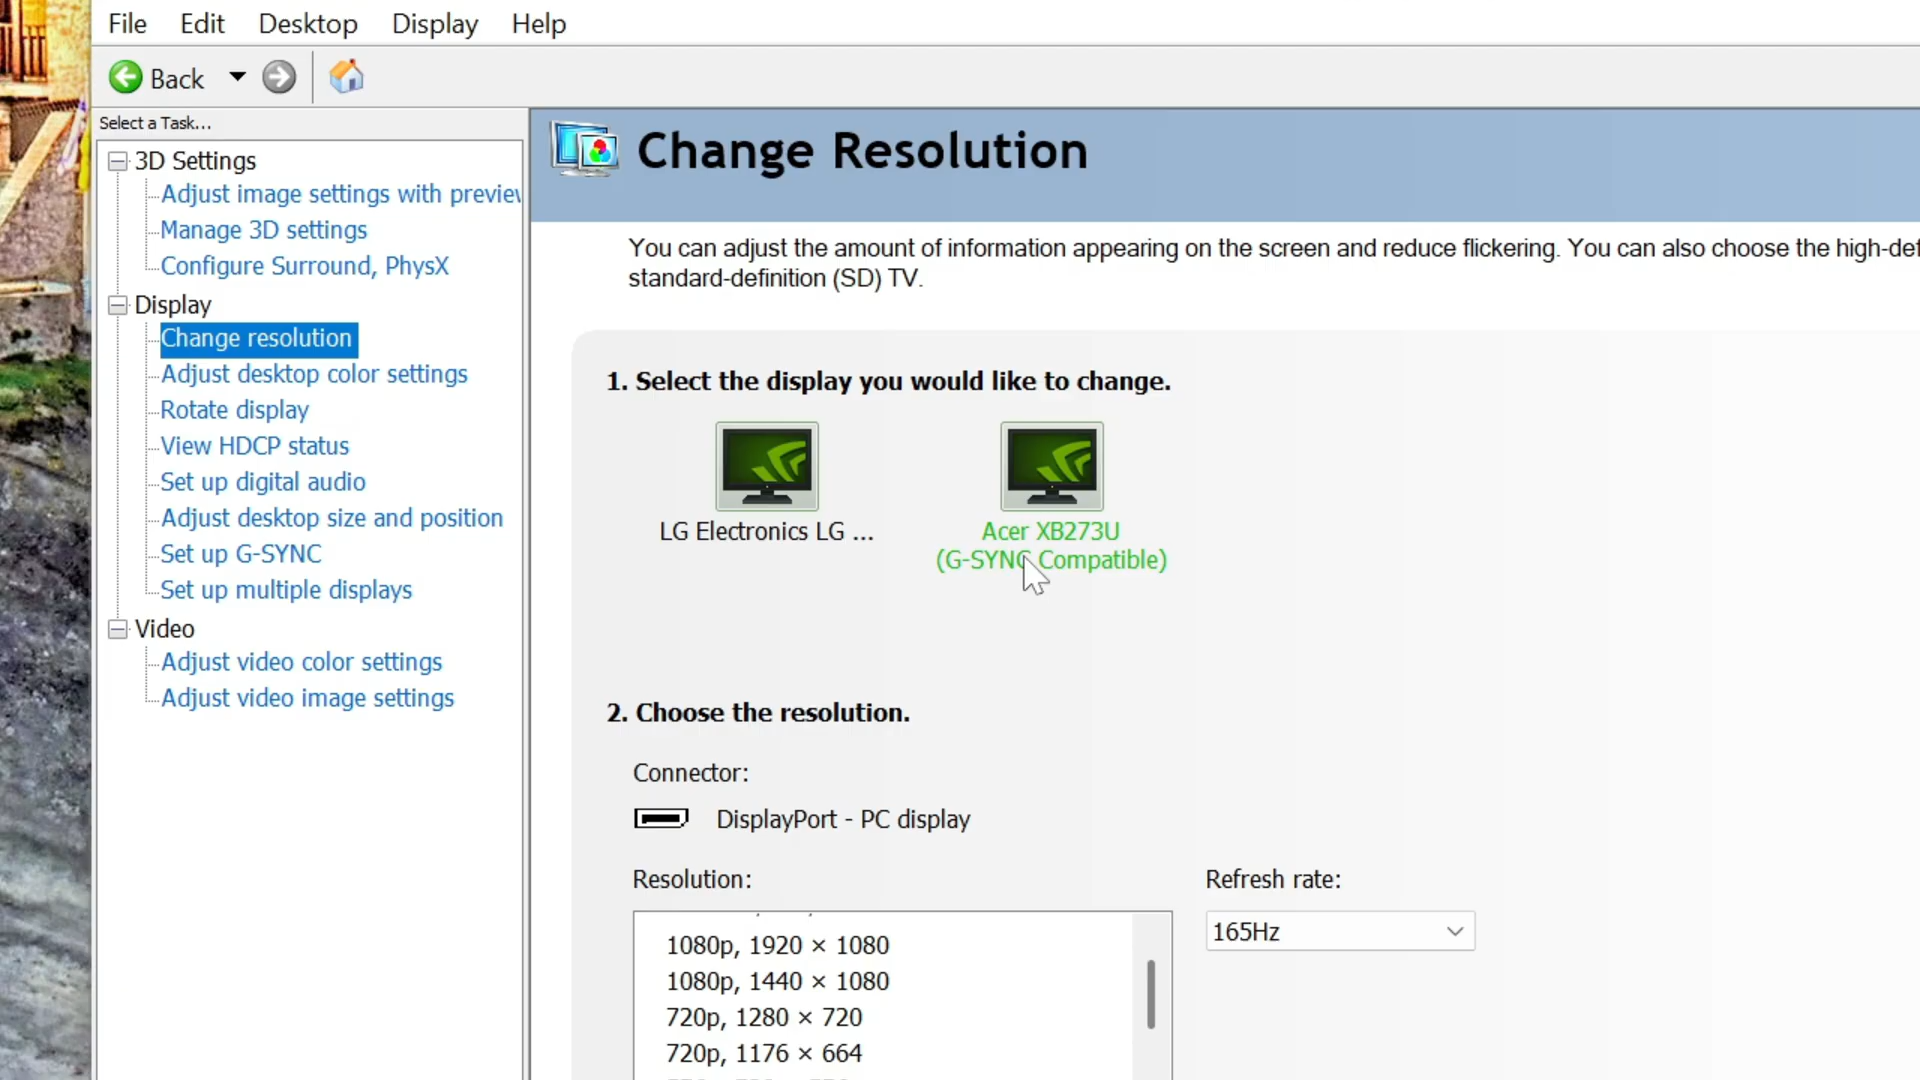 File Edit Desktop Display Help
Back
Select a Task...
3D Settings
Adjust image settings with
Manage 3D settings
Configure Surround, PhysX
Display
Change resolution
Adjust desktop color settings
Rotate display
View HDCP status
Set up digital audio
Adjust desktop size and position
Set up G-SYNC
Set up multiple displays
Video
Adjust video color settings
Adjust video image settings
Change Resolution
You can adjust the amount of information appearing on the screen and reduce flickering. You can also choose the
standard-definition (SD) TV.
1. Select the display you would like to change.
LG Electronics LG ...
Acer XB273U
(G-SYNC Compatible)
2. Choose the resolution.
Connector:
DisplayPort - PC display
Resolution:
Refresh rate:
165Hz
1080p, 1920 × 1080
1080p, 1440 × 1080
720p, 1280 × 720
720p, 1176 × 664